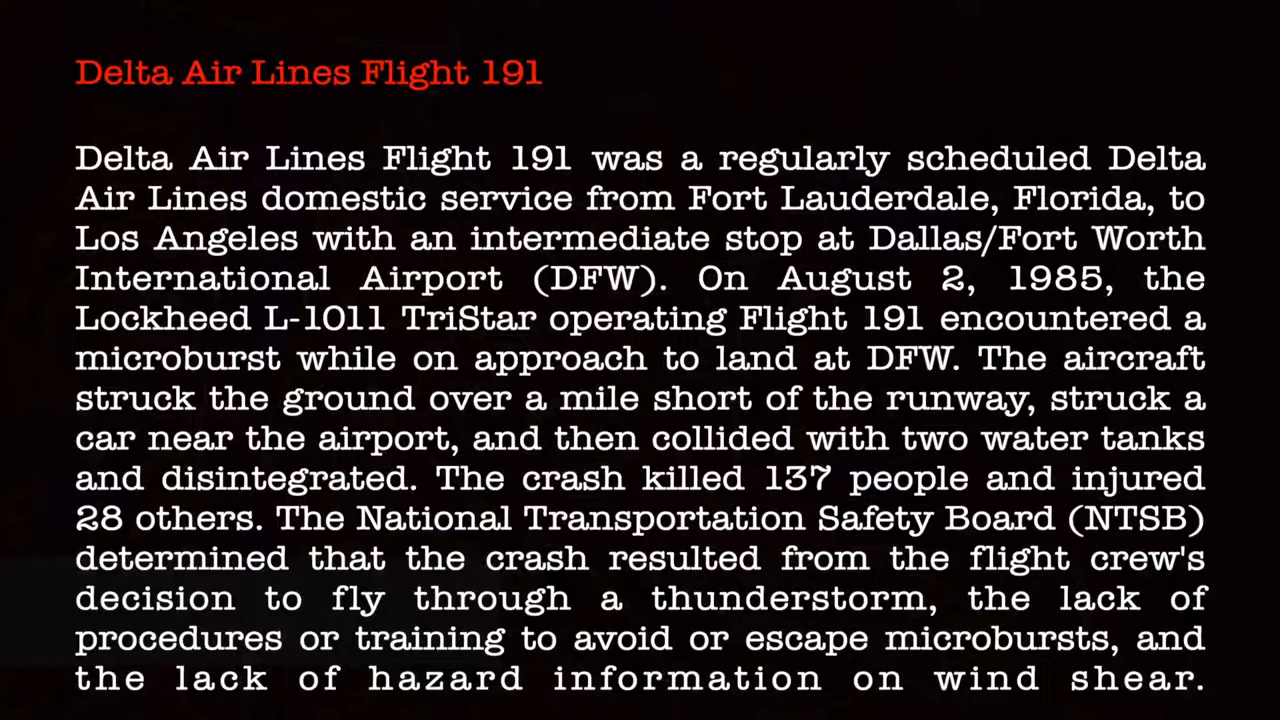 Delta Air Lines Flight 191
Delta Air Lines Flight 191 was a regularly scheduled Delta
Air Lines domestic service from Fort Lauderdale, Florida, to
Los Angeles with an intermediate stop at Dallas/Fort Worth
International Airport (DFW). On August 2, 1985, the
Lockheed L-1011 TriStar operating Flight 191 encountered a
microburst while on approach to land at DFW. The aircraft
struck the ground over a mile short of the runway, struck a
car near the airport, and then collided with two water tanks
and disintegrated. The crash killed 137 people and injured
28 others. The National Transportation Safety Board (NTSB)
determined that the crash resulted from the flight crew's
decision to fly through a thunderstorm, the lack of
procedures or training to avoid or escape microbursts, and
the lack of hazard information on wind shear.